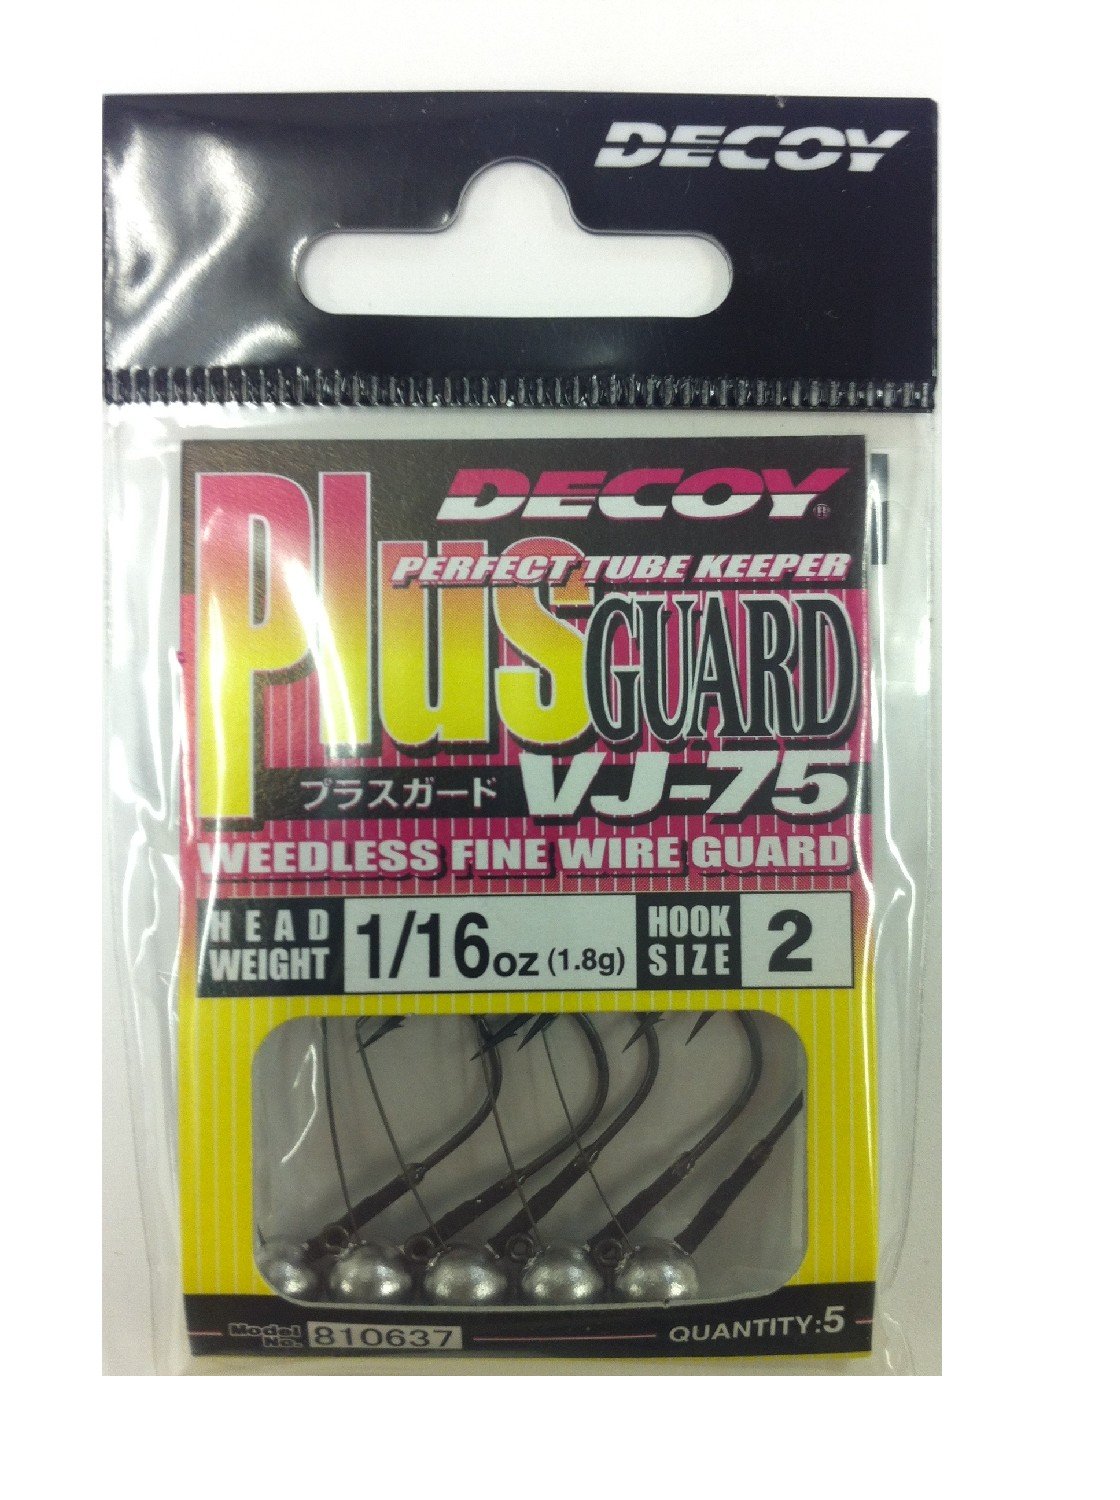 DECOY
DECOY®
PERFECT TUBE KEEPER
Plus GUARD
プラスガード VJ-75
WEEDLESS FINE WIRE GUARD
HEAD WEIGHT 1/16oz (1.8g) HOOK SIZE 2
Model No. 810637 QUANTITY:5